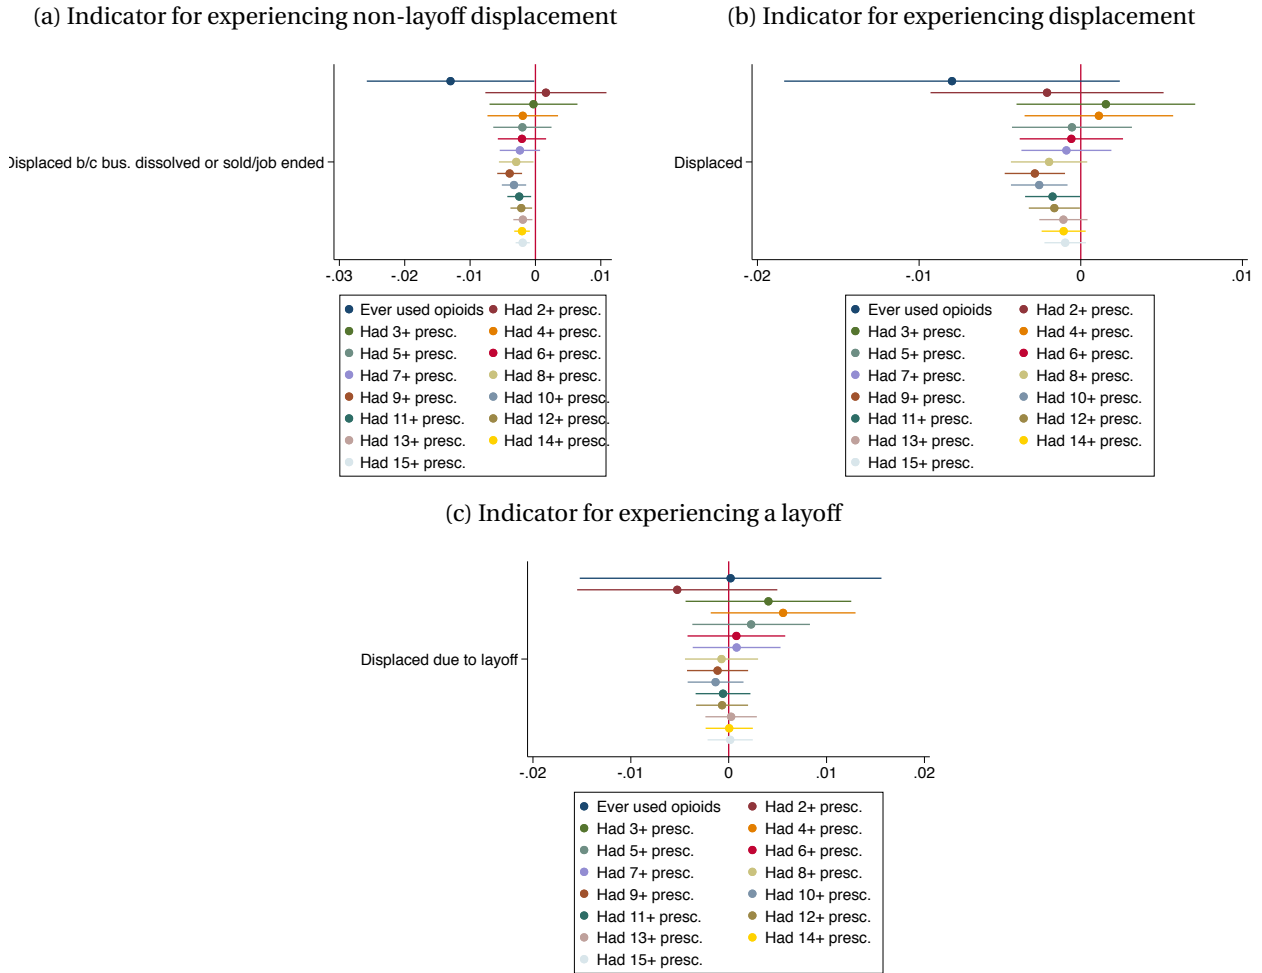 (a) Indicator for experiencing non-layoff displacement
Displaced b/c bus. dissolved or sold/job ended
-.03 -.02 -.01 0 .01
Ever used opioids Had 2+ presc.
Had 3+ presc. Had 4+ presc.
Had 5+ presc. Had 6+ presc.
Had 7+ presc. Had 8+ presc.
Had 9+ presc. Had 10+ presc.
Had 11+ presc. Had 12+ presc.
Had 13+ presc. Had 14+ presc.
Had 15+ presc.
(b) Indicator for experiencing displacement
Displaced
-.02 -.01 0 .01
Ever used opioids Had 2+ presc.
Had 3+ presc. Had 4+ presc.
Had 5+ presc. Had 6+ presc.
Had 7+ presc. Had 8+ presc.
Had 9+ presc. Had 10+ presc.
Had 11+ presc. Had 12+ presc.
Had 13+ presc. Had 14+ presc.
Had 15+ presc.
(c) Indicator for experiencing a layoff
Displaced due to layoff
-.02 -.01 0 .01 .02
Ever used opioids Had 2+ presc.
Had 3+ presc. Had 4+ presc.
Had 5+ presc. Had 6+ presc.
Had 7+ presc. Had 8+ presc.
Had 9+ presc. Had 10+ presc.
Had 11+ presc. Had 12+ presc.
Had 13+ presc. Had 14+ presc.
Had 15+ presc.